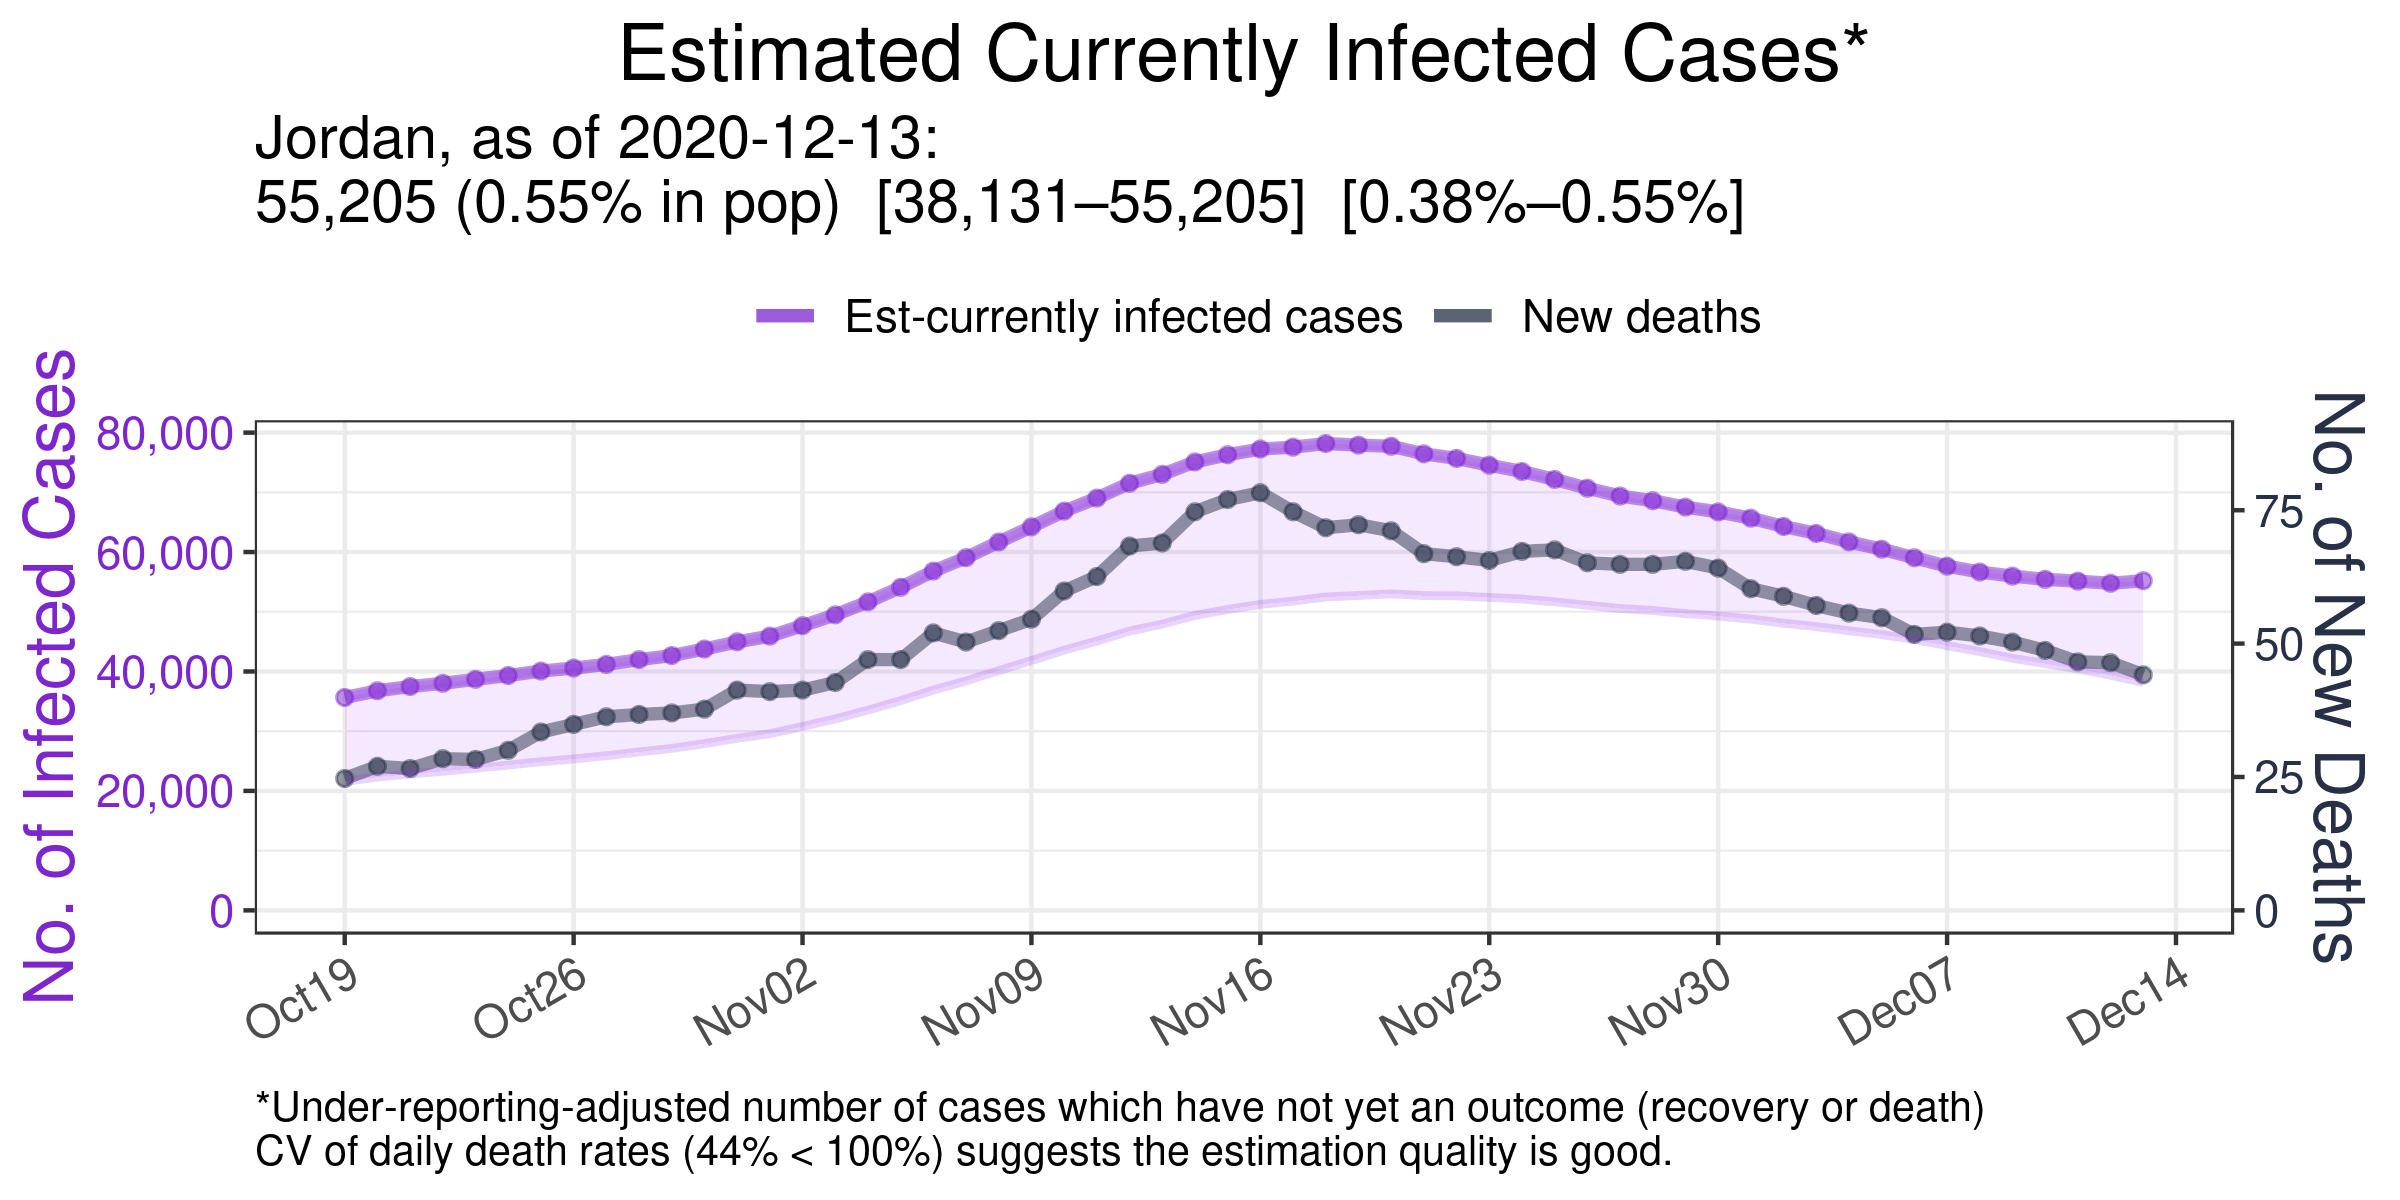 Estimated Currently Infected Cases*
Jordan, as of 2020-12-13:
55,205 (0.55% in pop)  [38,131–55,205]  [0.38%–0.55%]
Est-currently infected cases
New deaths
No. of Infected Cases
80,000
60,000
40,000
20,000
0
No. of New Deaths
75
50
25
0
Oct19
Oct26
Nov02
Nov09
Nov16
Nov23
Nov30
Dec07
Dec14
*Under-reporting-adjusted number of cases which have not yet an outcome (recovery or death)
CV of daily death rates (44% < 100%) suggests the estimation quality is good.